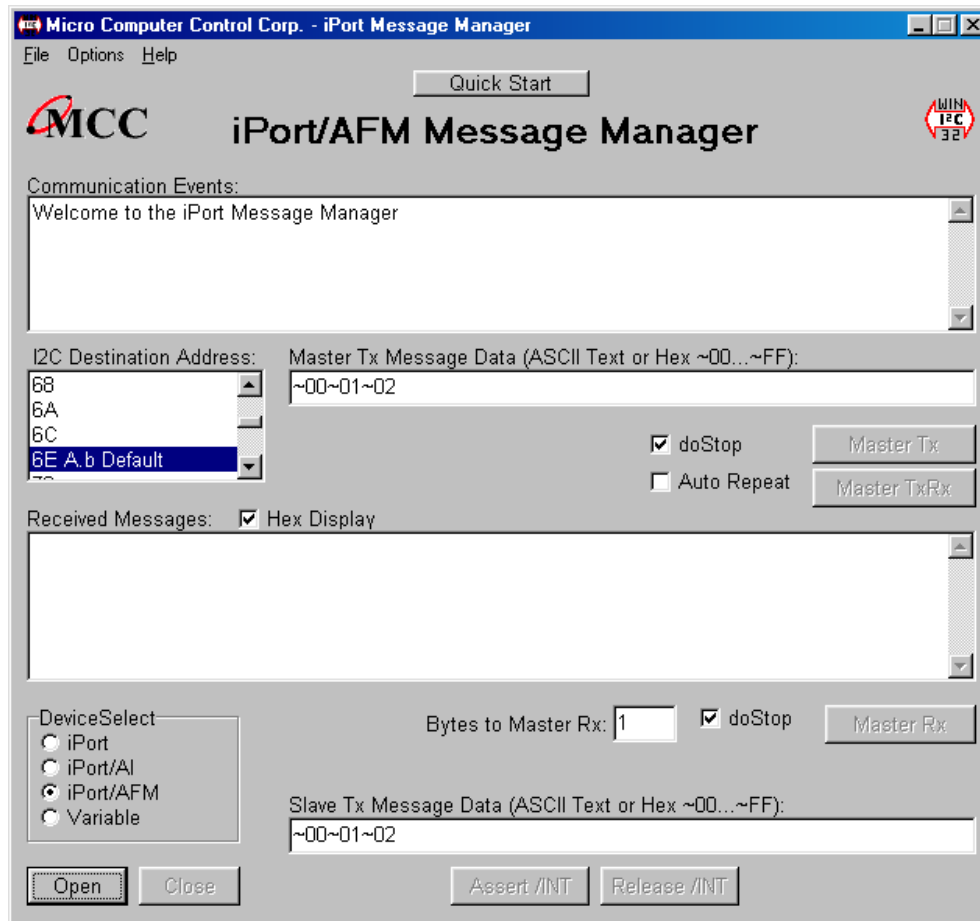 Micro Computer Control Corp. - iPort Message Manager
File Options Help
Quick Start
MCC
iPort/AFM Message Manager
WIN
I²C
32
Communication Events:
Welcome to the iPort Message Manager
I2C Destination Address:
68
6A
6C
6E A.b Default
Master Tx Message Data (ASCII Text or Hex ~00...~FF):
~00~01~02
doStop
Master Tx
Auto Repeat
Master TxRx
Received Messages: Hex Display
DeviceSelect
iPort
iPort/AI
iPort/AFM
Variable
Bytes to Master Rx: 1 doStop Master Rx
Slave Tx Message Data (ASCII Text or Hex ~00...~FF):
~00~01~02
Open Close Assert /INT Release /INT